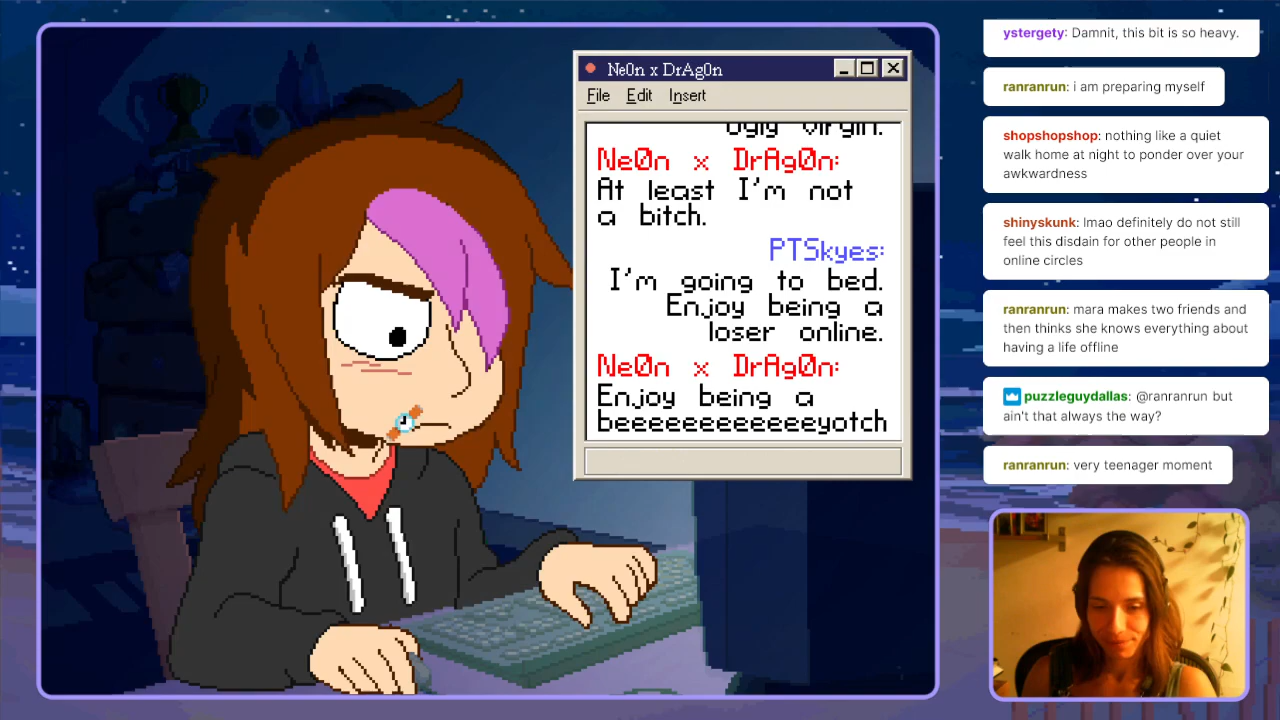 Ne0n x DrAg0n
File Edit Insert
Ugly virgin.
Ne0n x DrAg0n:
At least I'm not
a bitch.
PTSkyes:
I'm going to bed.
Enjoy being a
loser online.
Ne0n x DrAg0n:
Enjoy being a
beeeeeeeeeeeeyotch
ystergety: Damnit, this bit is so heavy.
ranranrun: i am preparing myself
shopshopshop: nothing like a quiet
walk home at night to ponder over your
awkwardness
shinyskunk: lmao definitely do not still
feel this disdain for other people in
online circles
ranranrun: mara makes two friends and
then thinks she knows everything about
having a life offline
puzzleguydallas: @ranranrun but
ain't that always the way?
ranranrun: very teenager moment